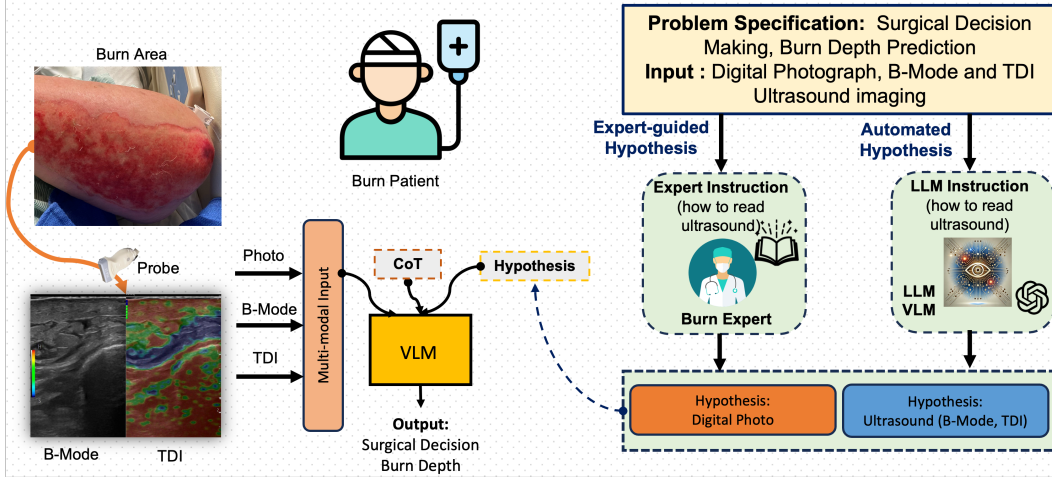 Burn Area
Probe
B-Mode
TDI
Burn Patient
Photo
B-Mode
TDI
Multi-modal Input
CoT
Hypothesis
VLM
Output:
Surgical Decision
Burn Depth
Problem Specification: Surgical Decision
Making, Burn Depth Prediction
Input : Digital Photograph, B-Mode and TDI
Ultrasound imaging
Expert-guided
Hypothesis
Automated
Hypothesis
Expert Instruction
(how to read
ultrasound)
Burn Expert
LLM Instruction
(how to read
ultrasound)
LLM
VLM
Hypothesis:
Digital Photo
Hypothesis:
Ultrasound (B-Mode, TDI)